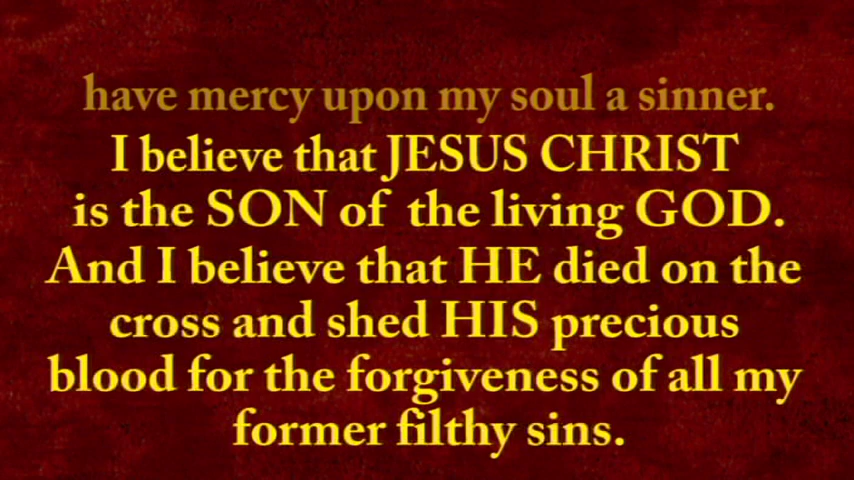 have mercy upon my soul a sinner.
I believe that JESUS CHRIST
is the SON of the living GOD.
And I believe that HE died on the
cross and shed HIS precious
blood for the forgiveness of all my
former filthy sins.